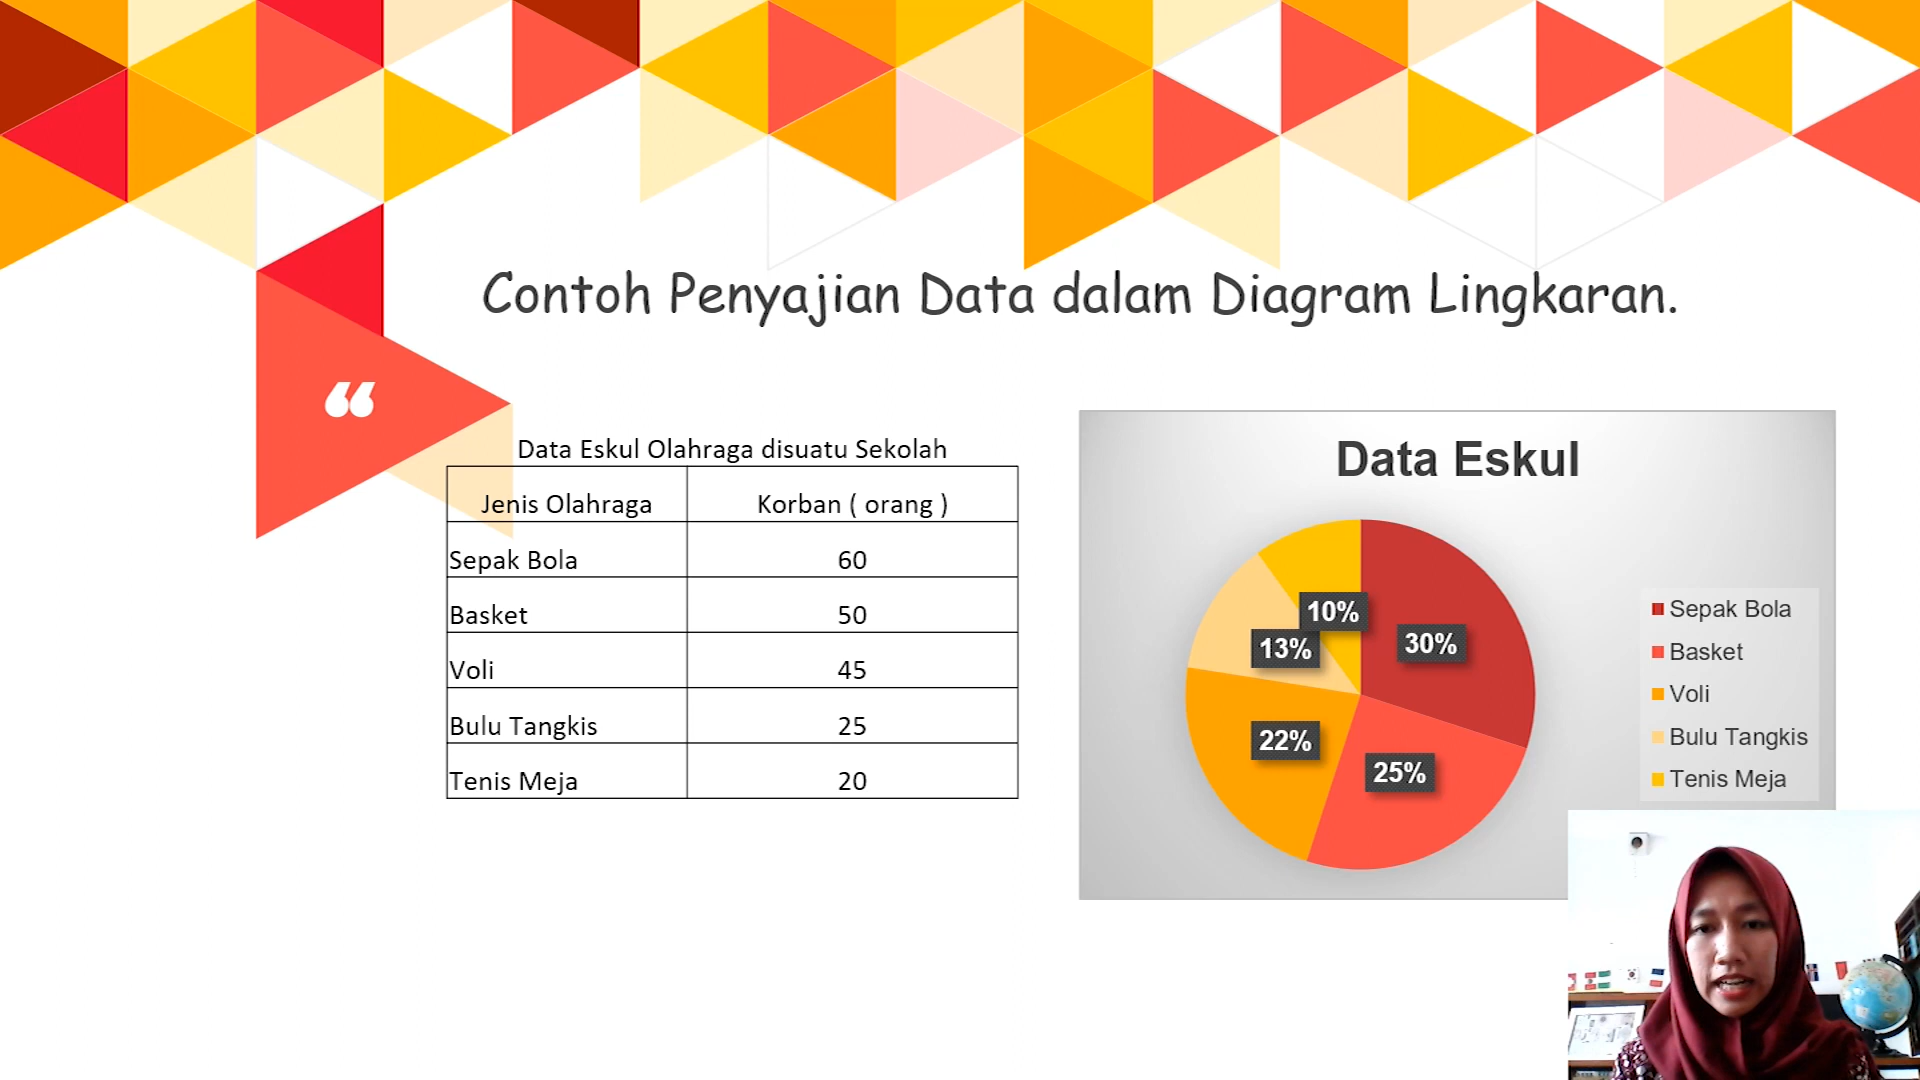 Contoh Penyajian Data dalam Diagram Lingkaran.
“
Data Eskul Olahraga disuatu Sekolah
Jenis Olahraga Korban ( orang )
Sepak Bola 60
Basket 50
Voli 45
Bulu Tangkis 25
Tenis Meja 20
Data Eskul
10%
13%
30%
22%
25%
Sepak Bola
Basket
Voli
Bulu Tangkis
Tenis Meja